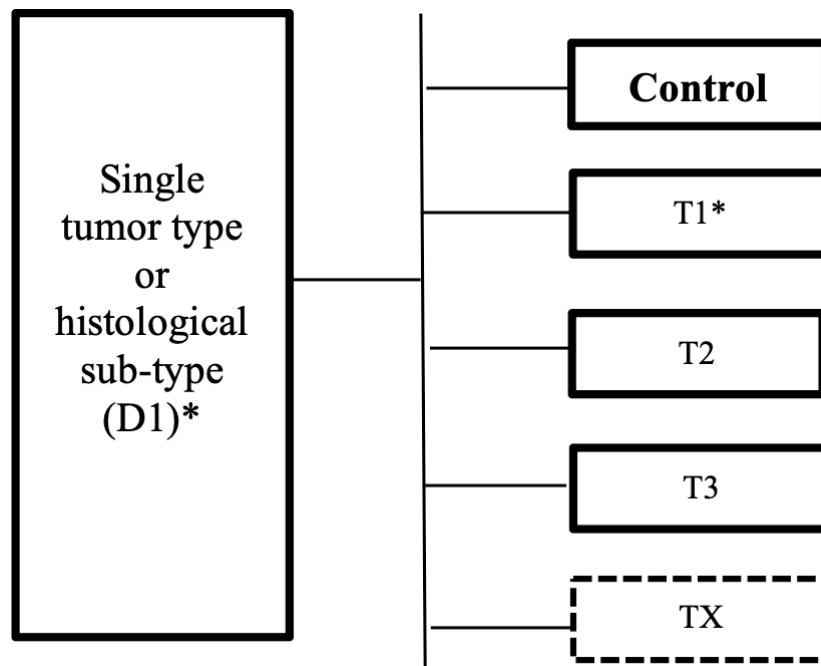 Single
tumor type
or
histological
sub-type
(D1)*
Control
T1*
T2
T3
TX